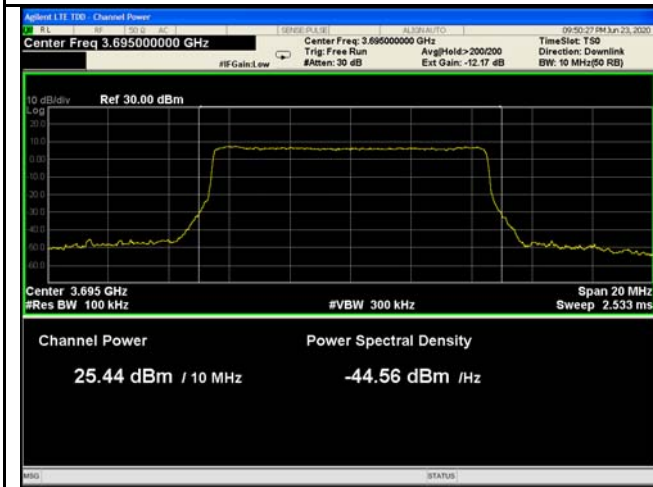 Agilent LTE TDD - Channel Power
RL RF 50 Ω AC SENSE:PULSE ALIGNAUTO 09:50:27 PM Jun 23, 2020
Center Freq 3.695000000 GHz
Center Freq: 3.695000000 GHz
TimeSlot: TS0
Trig: Free Run
Avg|Hold:>200/200
Direction: Downlink
#IFGain:Low
#Atten: 30 dB
Ext Gain: -12.17 dB
BW: 10 MHz(50 RB)
10 dB/div Ref 30.00 dBm
Log
20.0
10.0
0.00
10.0
20.0
30.0
40.0
50.0
60.0
Center 3.695 GHz
Span 20 MHz
#Res BW 100 kHz
#VBW 300 kHz
Sweep 2.533 ms
Channel Power
Power Spectral Density
25.44 dBm / 10 MHz
-44.56 dBm /Hz
MSG
STATUS